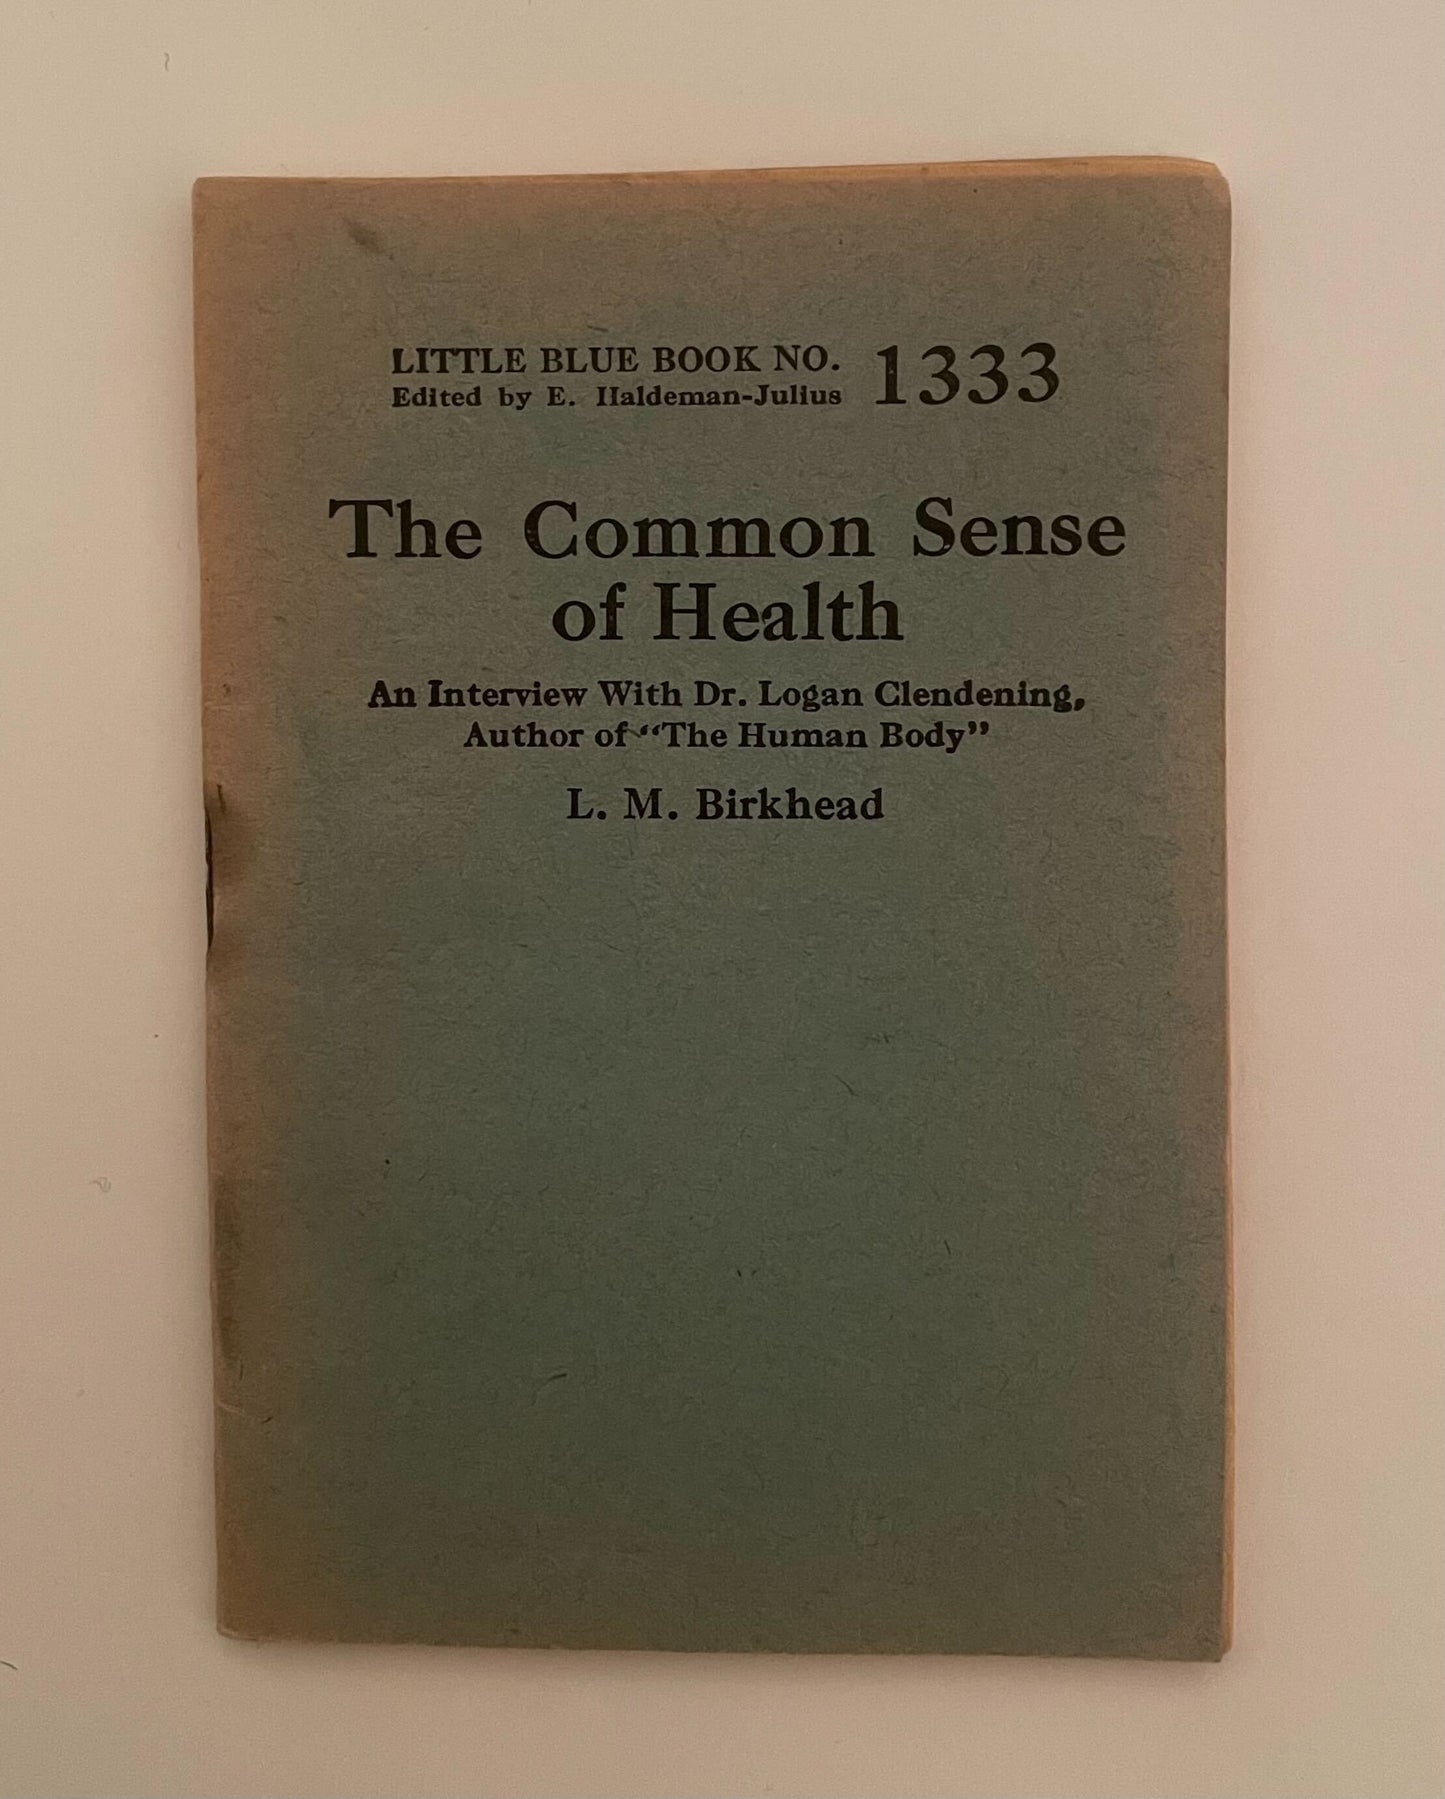 LITTLE BLUE BOOK NO. 1333
Edited by E. Haldeman-Julius
The Common Sense
of Health
An Interview With Dr. Logan Clendening,
Author of "The Human Body"
L. M. Birkhead